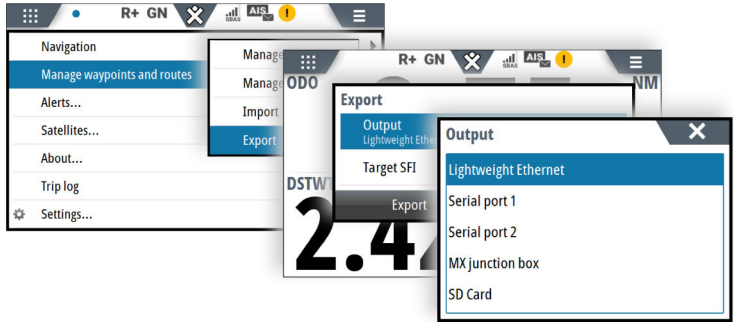 R+ GN SBAS AIS !
Navigation
Manage waypoints and routes
Alerts...
Satellites...
About...
Trip log
Settings...
Manage
Manage
Import
Export
R+ GN SBAS AIS !
ODO
NM
Export
Output
Lightweight Ethe
Target SFI
Export
DSTWT
2.4
Output
Lightweight Ethernet
Serial port 1
Serial port 2
MX junction box
SD Card